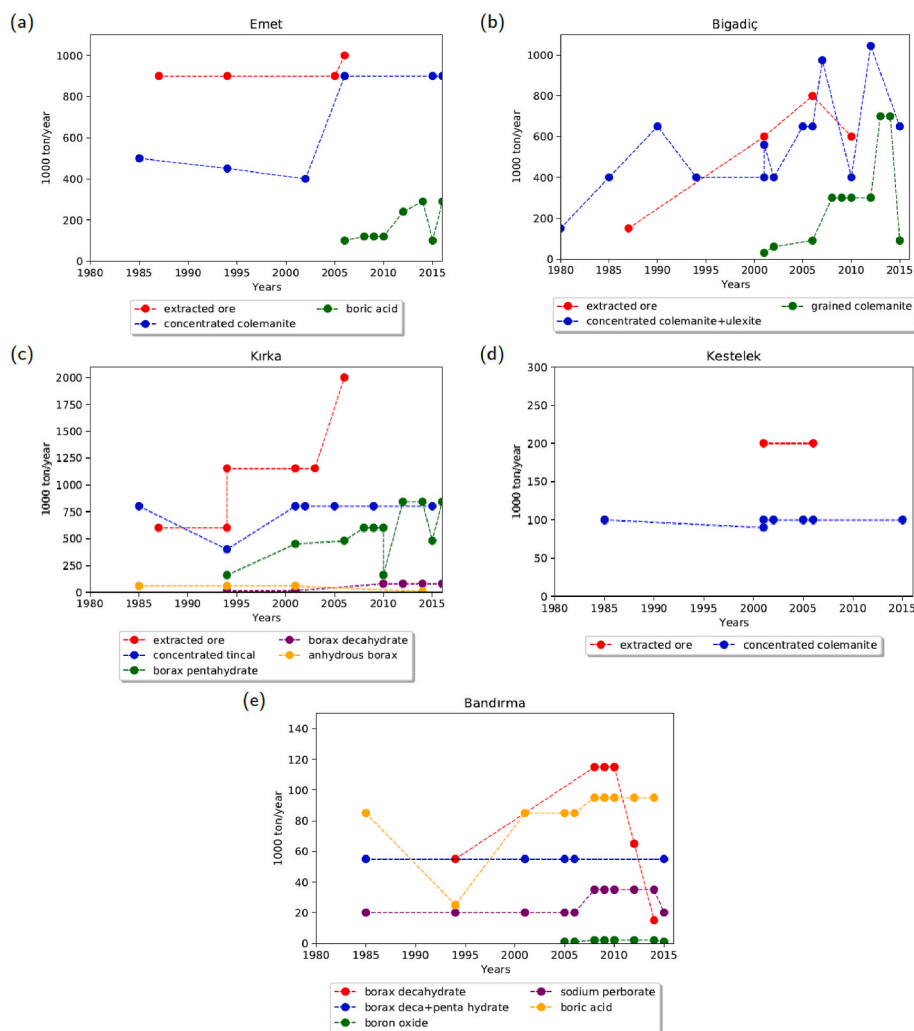 (a)
Emet
1000 ton/year
1000
800
600
400
200
0
1980 1985 1990 1995 2000 2005 2010 2015
Years
extracted ore
concentrated colemanite
boric acid
(b)
Bigadiç
1000 ton/year
1000
800
600
400
200
0
1980 1985 1990 1995 2000 2005 2010 2015
Years
extracted ore
concentrated colemanite+ulexite
grained colemanite
(c)
Kırka
1000 ton/year
2000
1750
1500
1250
1000
750
500
250
0
1980 1985 1990 1995 2000 2005 2010 2015
Years
extracted ore
concentrated tincal
borax pentahydrate
borax decahydrate
anhydrous borax
(d)
Kestelek
1000 ton/year
300
250
200
150
100
50
0
1980 1985 1990 1995 2000 2005 2010 2015
Years
extracted ore
concentrated colemanite
(e)
Bandırma
1000 ton/year
140
120
100
80
60
40
20
0
1980 1985 1990 1995 2000 2005 2010 2015
Years
borax decahydrate
borax deca+penta hydrate
boron oxide
sodium perborate
boric acid